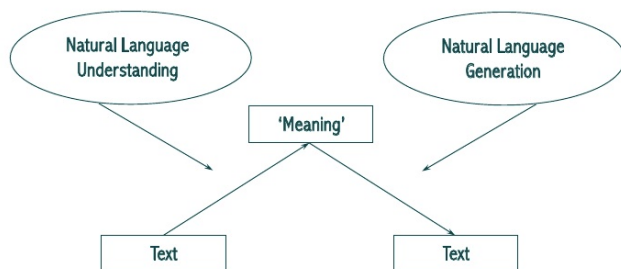 Natural Language
Understanding
Natural Language
Generation
‘Meaning’
Text
Text